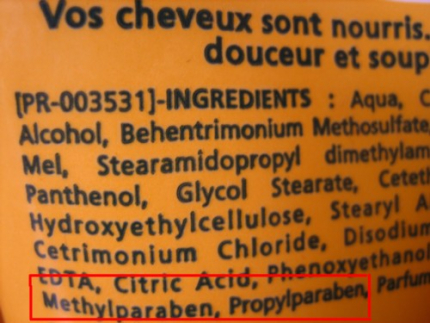 Vos cheveux sont nourris.
douceur et soup
[PR-003531]-INGREDIENTS : Aqua, C
Alcohol, Behentrimonium Methosulfate
Mel, Stearamidopropyl dimethylam
Panthenol, Glycol Stearate, Cetet
Hydroxyethylcellulose, Stearyl A
Cetrimonium Chloride, Disodium
EDTA, Citric Acid, Phenoxyethanol
Methylparaben, Propylparaben, Parfum